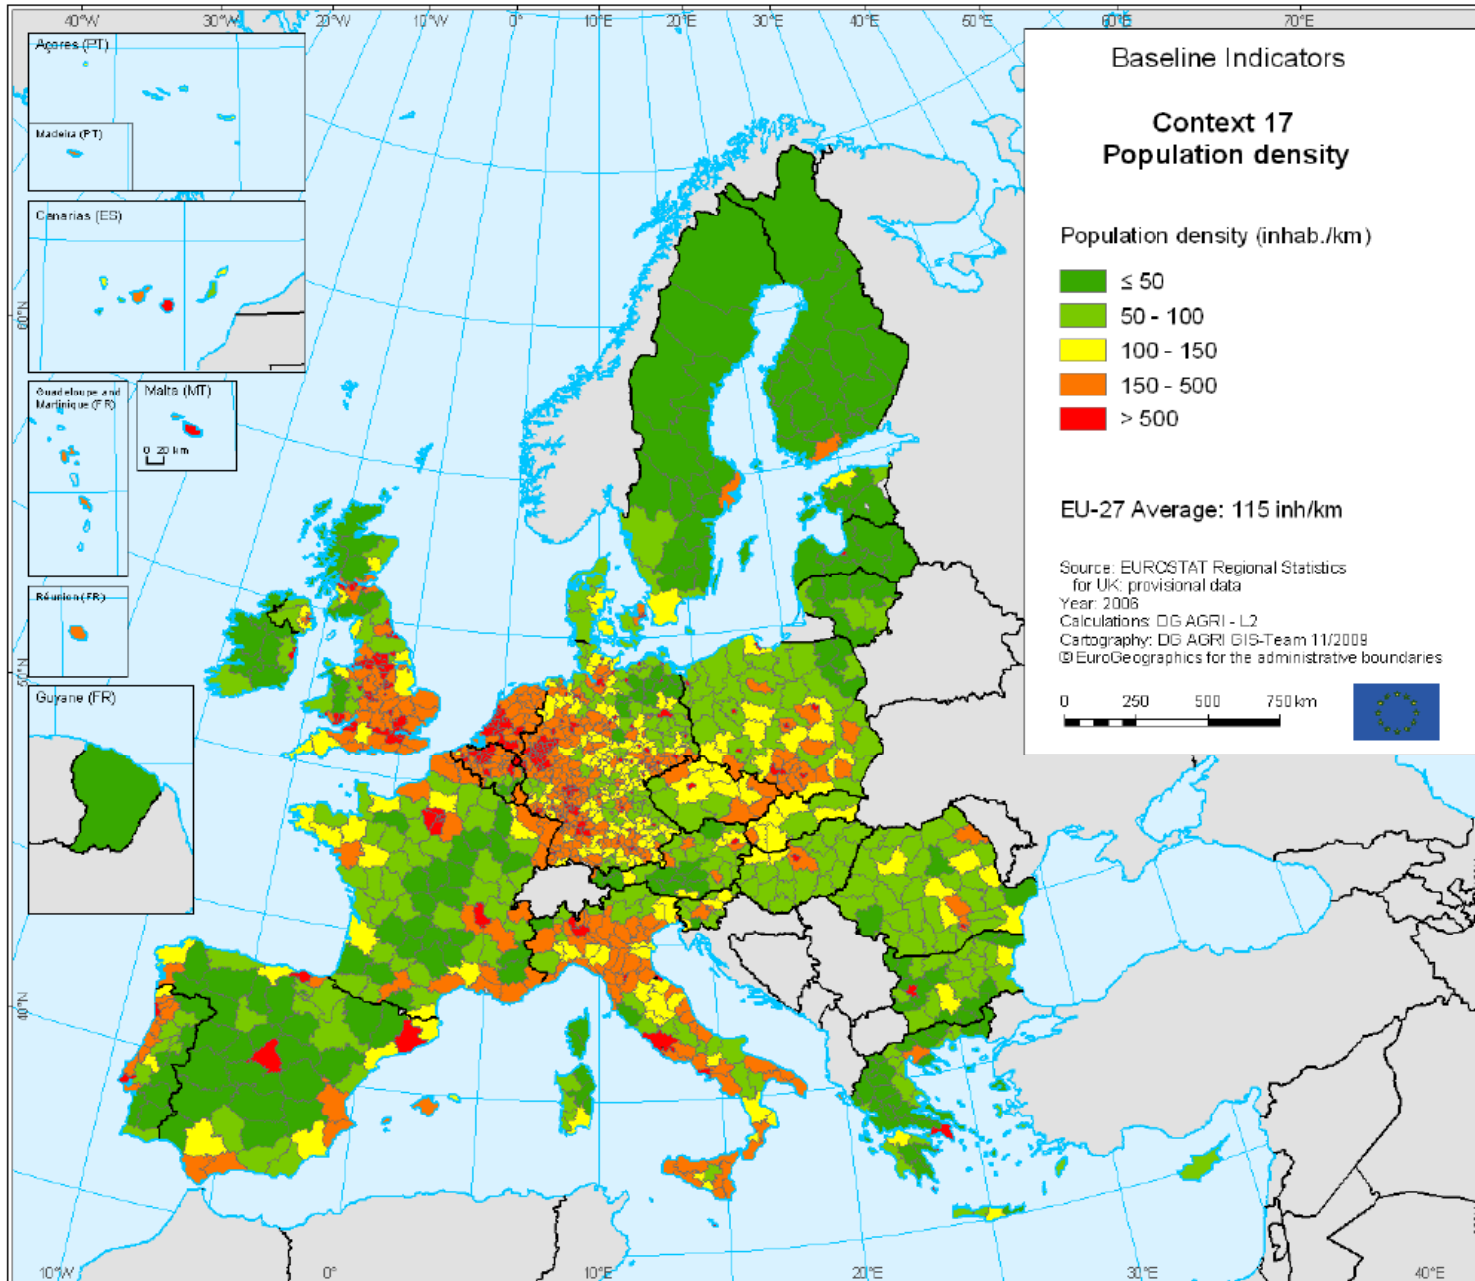 40°W 30°W 20°W 10°W 0° 10°E 20°E 30°E 40°E 50°E 60°E 70°E
Açores (PT)
Madeira (PT)
Canarias (ES)
Guadeloupe and
Martinique (FR)
Malta (MT)
0 20 km
Réunion (FR)
Guyane (FR)
60°N
50°N
40°N
Baseline Indicators
Context 17
Population density
Population density (inhab./km)
≤ 50
50 - 100
100 - 150
150 - 500
> 500
EU-27 Average: 115 inh/km
Source: EUROSTAT Regional Statistics
for UK: provisional data
Year: 2006
Calculations: DG AGRI - L2
Cartography: DG AGRI GIS-Team 11/2009
© EuroGeographics for the administrative boundaries
0 250 500 750 km
10°W 0° 10°E 20°E 30°E 40°E